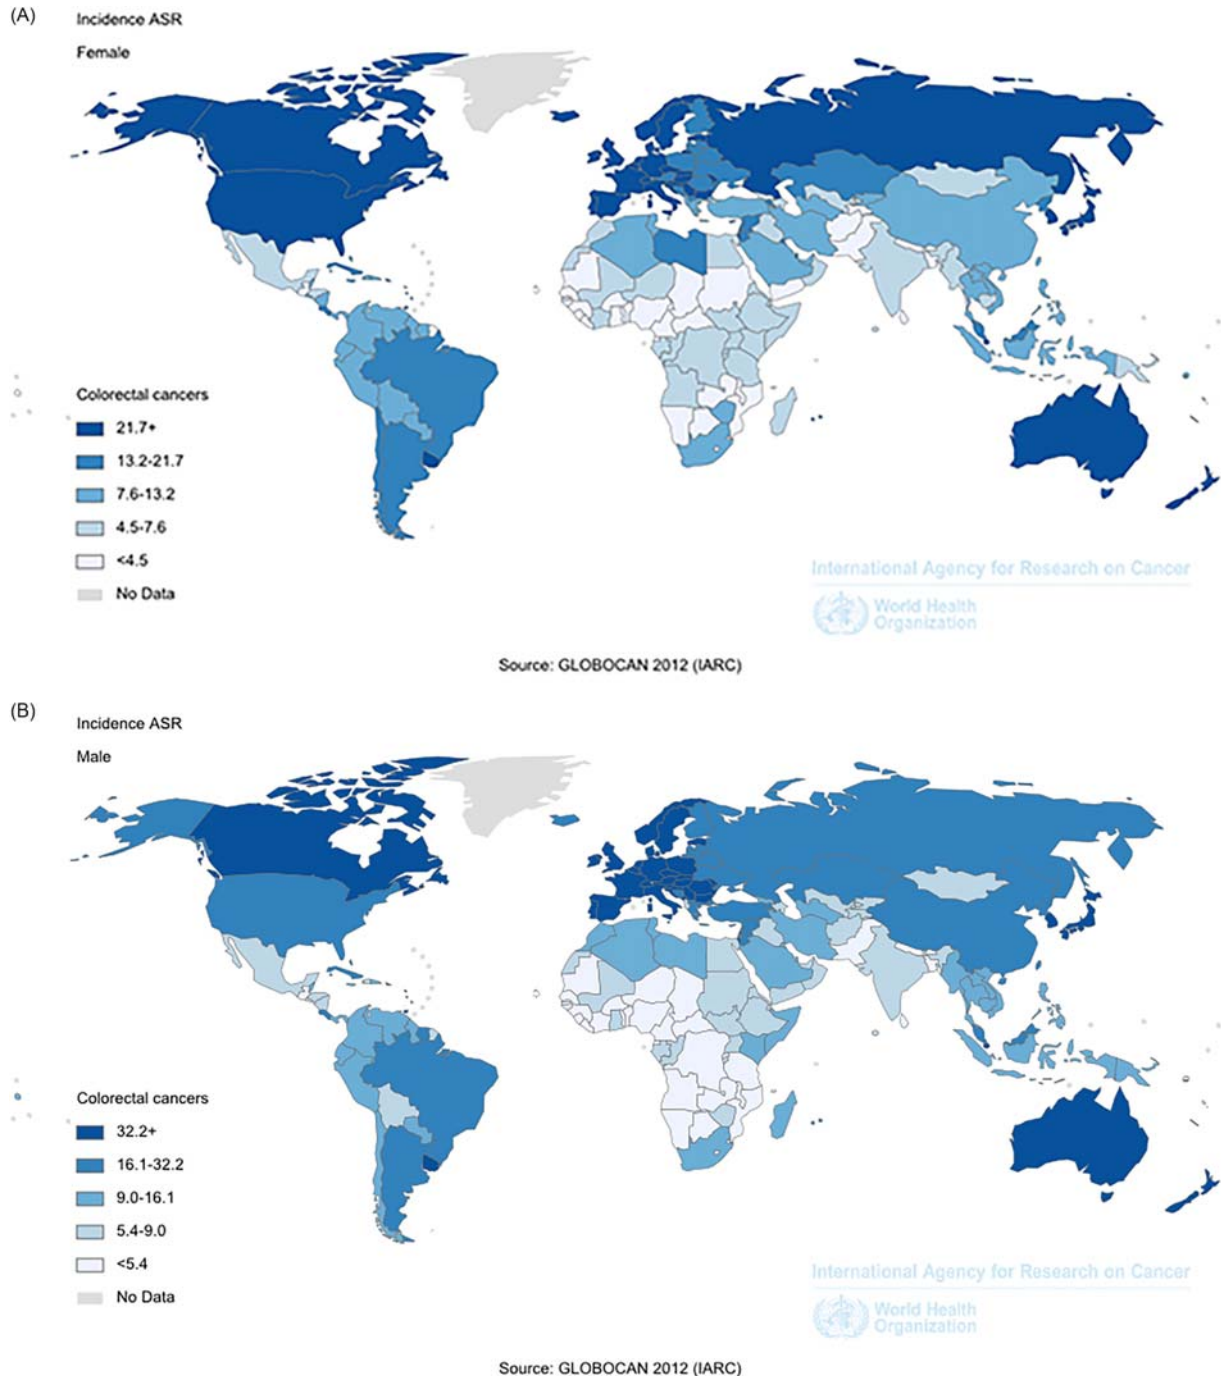 (A)
Incidence ASR
Female
Colorectal cancers
21.7+
13.2-21.7
7.6-13.2
4.5-7.6
<4.5
No Data
International Agency for Research on Cancer
World Health
Organization
Source: GLOBOCAN 2012 (IARC)
(B)
Incidence ASR
Male
Colorectal cancers
32.2+
16.1-32.2
9.0-16.1
5.4-9.0
<5.4
No Data
International Agency for Research on Cancer
World Health
Organization
Source: GLOBOCAN 2012 (IARC)